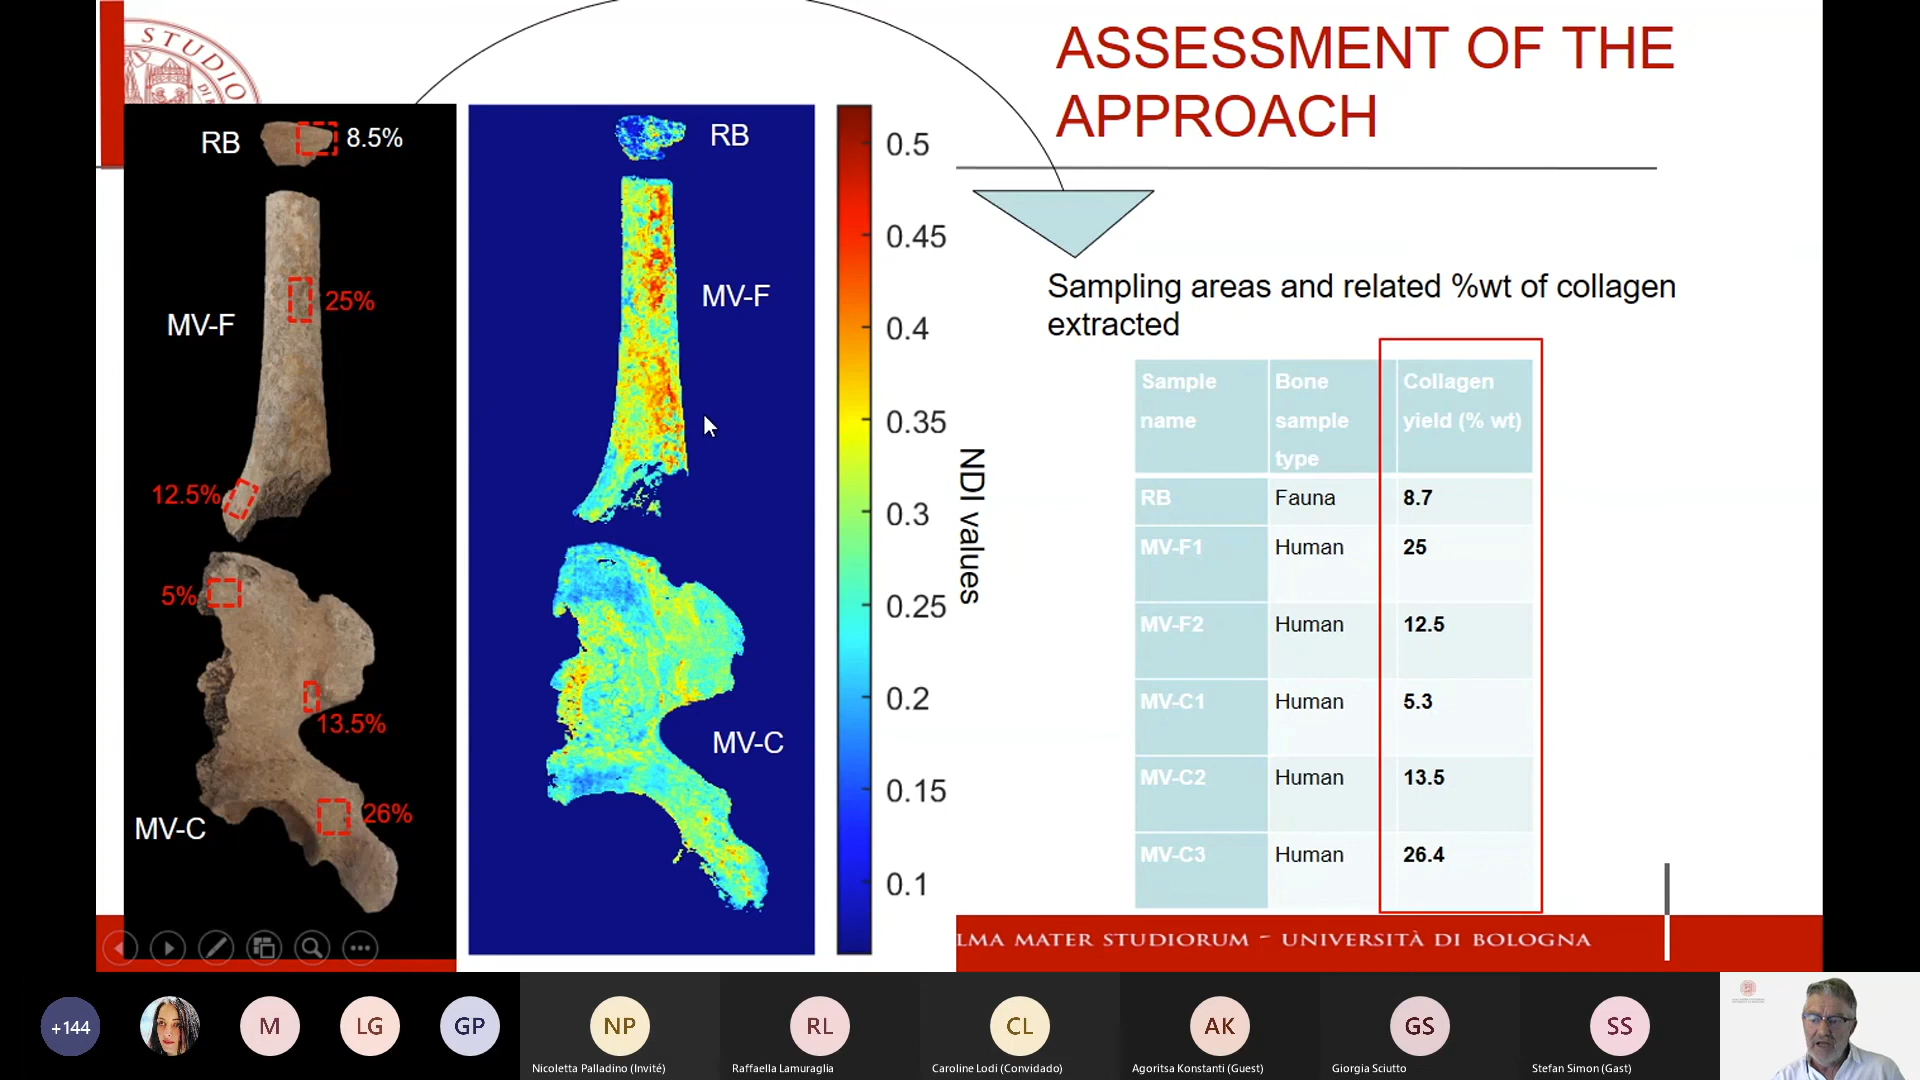 STUDIO
ASSESSMENT OF THE
APPROACH
RB
8.5%
MV-F
25%
12.5%
5%
13.5%
26%
MV-C
RB
MV-F
MV-C
0.5
0.45
0.4
0.35
0.3
0.25
0.2
0.15
0.1
NDI values
Sampling areas and related %wt of collagen
extracted
Sample name
Bone sample type
Collagen yield (% wt)
RB Fauna 8.7
MV-F1 Human 25
MV-F2 Human 12.5
MV-C1 Human 5.3
MV-C2 Human 13.5
MV-C3 Human 26.4
LMA MATER STUDIORUM ~ UNIVERSITÀ DI BOLOGNA
+144
M
LG
GP
NP
Nicoletta Palladino (Invité)
RL
Raffaella Lamuraglia
CL
Caroline Lodi (Convidado)
AK
Agoritsa Konstanti (Guest)
GS
Giorgia Sciutto
SS
Stefan Simon (Gast)